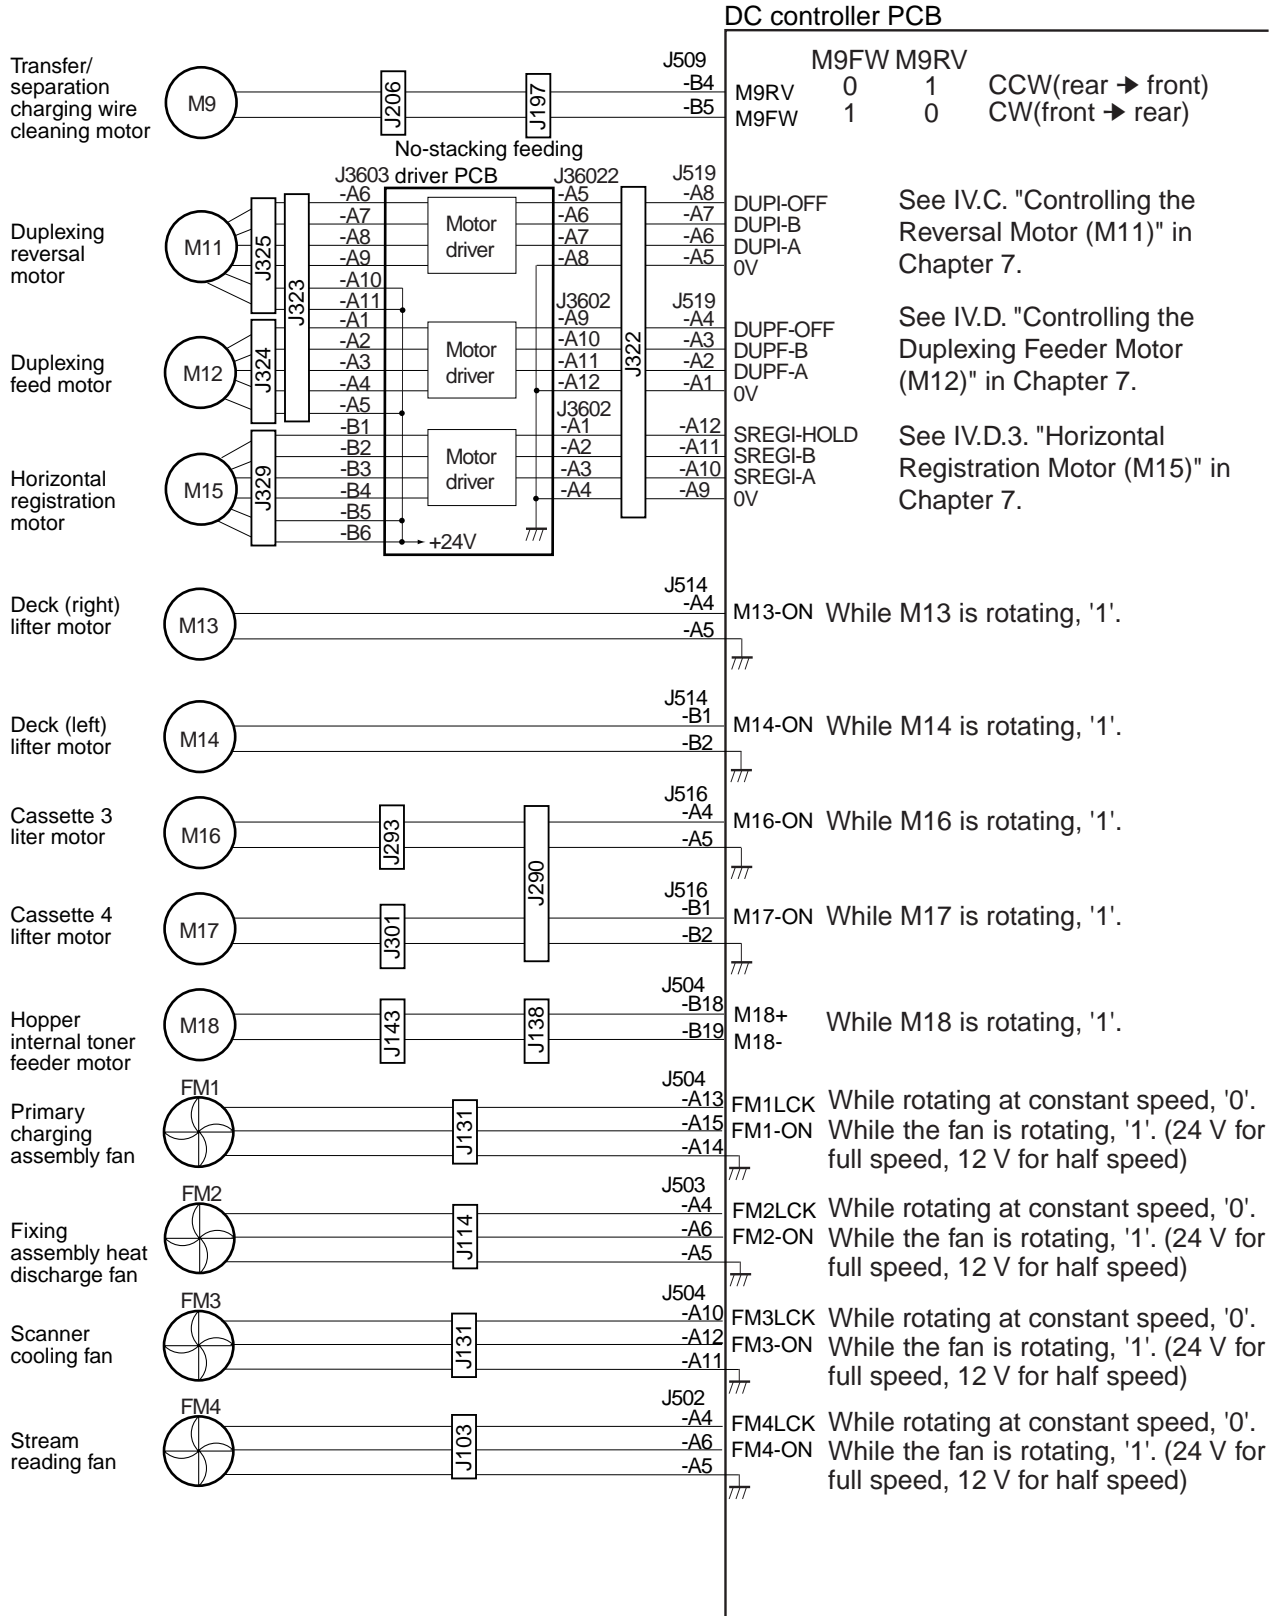 DC controller PCB
Transfer/
separation
charging wire
cleaning motor
M9
J206
J197
J509
-B4
-B5
M9RV
M9FW
M9FW M9RV
0 1 CCW(rear → front)
1 0 CW(front → rear)
No-stacking feeding
driver PCB
J3603
J36022
J519
Duplexing
reversal
motor
M11
J325
J323
-A6
-A7
-A8
-A9
-A10
-A11
Motor
driver
-A5
-A6
-A7
-A8
J322
-A8
-A7
-A6
-A5
DUPI-OFF
DUPI-B
DUPI-A
0V
See IV.C. "Controlling the
Reversal Motor (M11)" in
Chapter 7.
Duplexing
feed motor
M12
J324
-A1
-A2
-A3
-A4
-A5
Motor
driver
J3602
-A9
-A10
-A11
-A12
J519
-A4
-A3
-A2
-A1
DUPF-OFF
DUPF-B
DUPF-A
0V
See IV.D. "Controlling the
Duplexing Feeder Motor
(M12)" in Chapter 7.
Horizontal
registration
motor
M15
J329
-B1
-B2
-B3
-B4
-B5
-B6
Motor
driver
+24V
J3602
-A1
-A2
-A3
-A4
-A12
-A11
-A10
-A9
SREGI-HOLD
SREGI-B
SREGI-A
0V
See IV.D.3. "Horizontal
Registration Motor (M15)" in
Chapter 7.
Deck (right)
lifter motor
M13
J514
-A4
-A5
M13-ON While M13 is rotating, '1'.
Deck (left)
lifter motor
M14
J514
-B1
-B2
M14-ON While M14 is rotating, '1'.
Cassette 3
liter motor
M16
J293
J290
J516
-A4
-A5
M16-ON While M16 is rotating, '1'.
Cassette 4
lifter motor
M17
J301
J516
-B1
-B2
M17-ON While M17 is rotating, '1'.
Hopper
internal toner
feeder motor
M18
J143
J138
J504
-B18
-B19
M18+
M18-
While M18 is rotating, '1'.
Primary
charging
assembly fan
FM1
J131
J504
-A13
-A15
-A14
FM1LCK While rotating at constant speed, '0'.
FM1-ON While the fan is rotating, '1'. (24 V for
full speed, 12 V for half speed)
Fixing
assembly heat
discharge fan
FM2
J114
J503
-A4
-A6
-A5
FM2LCK While rotating at constant speed, '0'.
FM2-ON While the fan is rotating, '1'. (24 V for
full speed, 12 V for half speed)
Scanner
cooling fan
FM3
J131
J504
-A10
-A12
-A11
FM3LCK While rotating at constant speed, '0'.
FM3-ON While the fan is rotating, '1'. (24 V for
full speed, 12 V for half speed)
Stream
reading fan
FM4
J103
J502
-A4
-A6
-A5
FM4LCK While rotating at constant speed, '0'.
FM4-ON While the fan is rotating, '1'. (24 V for
full speed, 12 V for half speed)